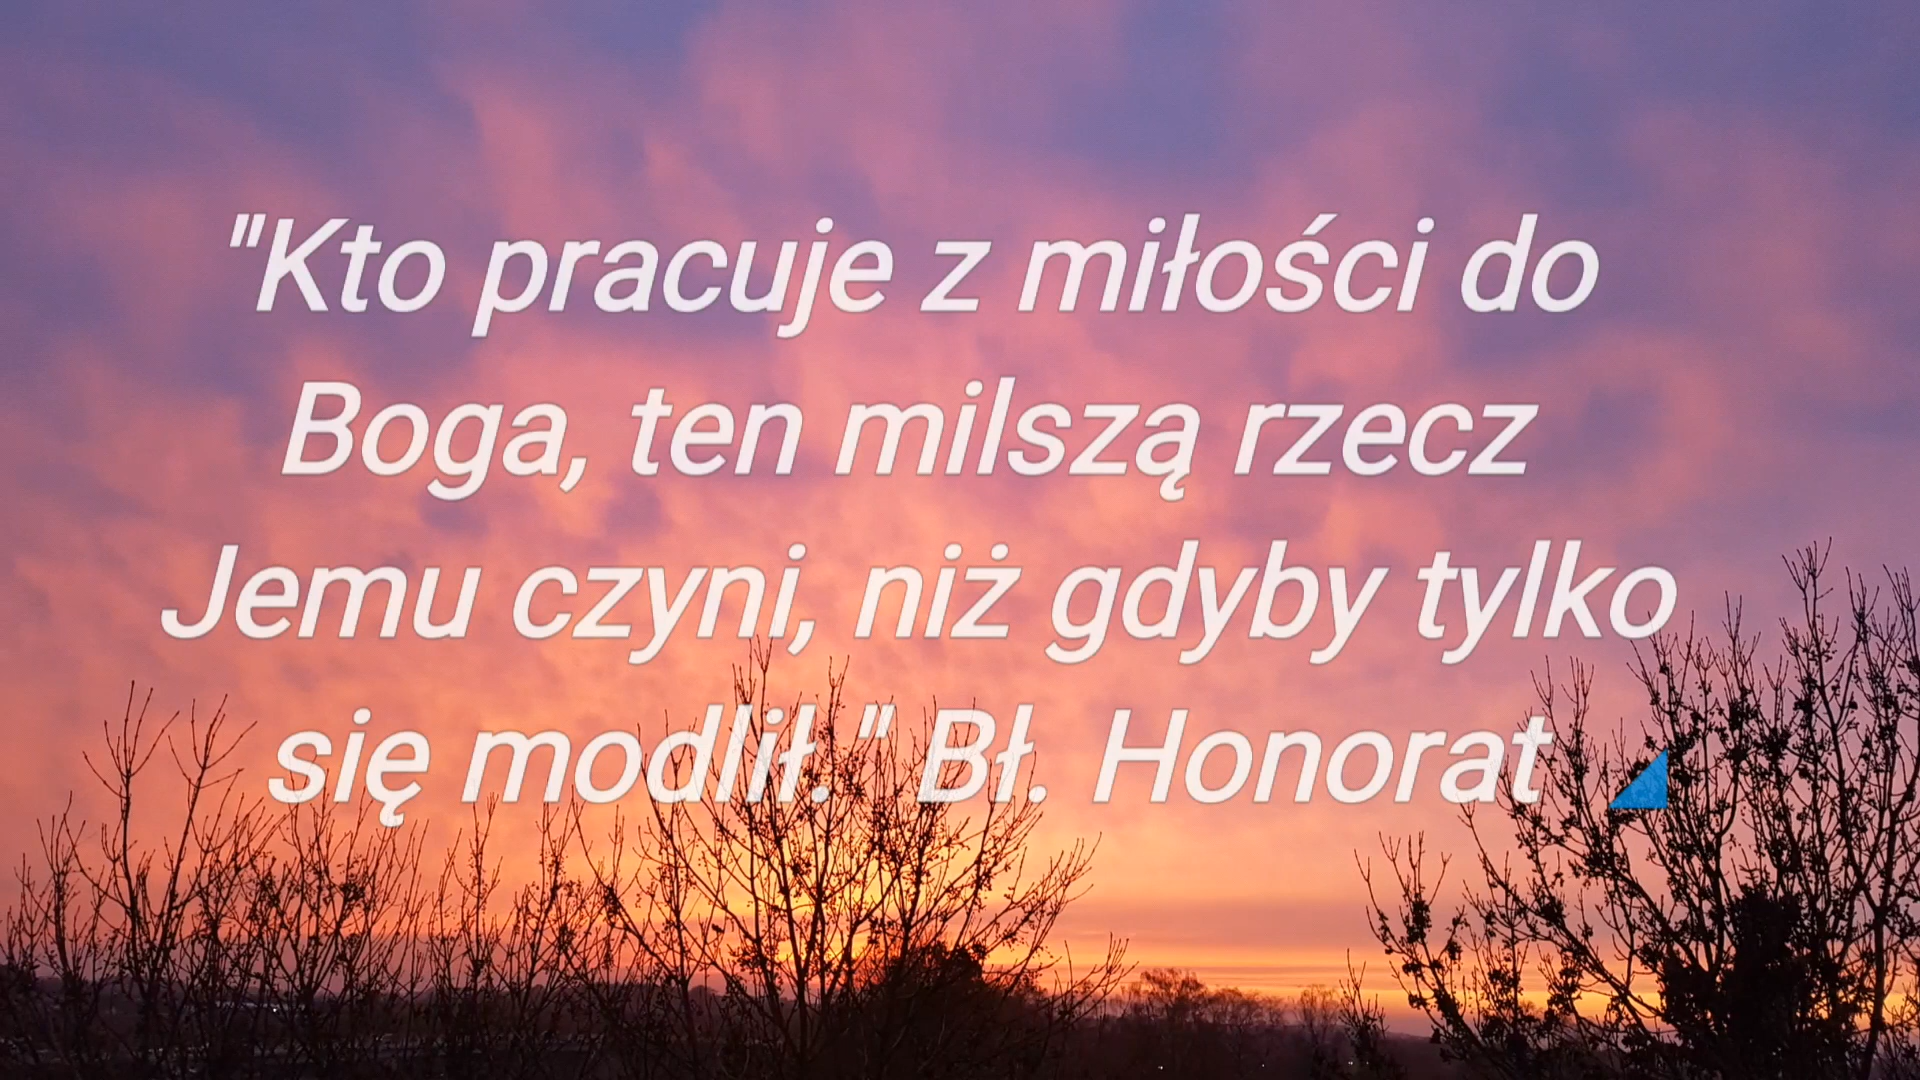 "Kto pracuje z miłości do
Boga, ten milszą rzecz
Jemu czyni, niż gdyby tylko
się modlił." Bł. Honorat